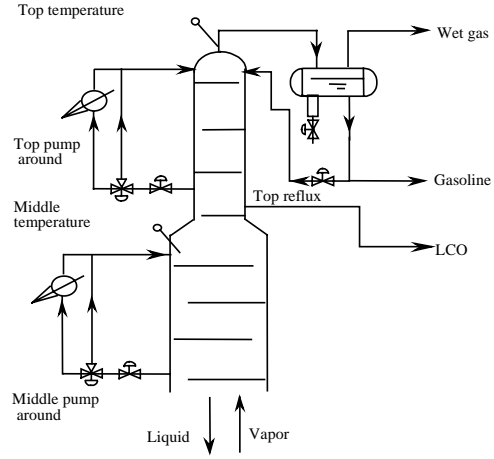 Top temperature
Wet gas
Top pump
around
Gasoline
Top reflux
Middle
temperature
LCO
Middle pump
around
Liquid
Vapor